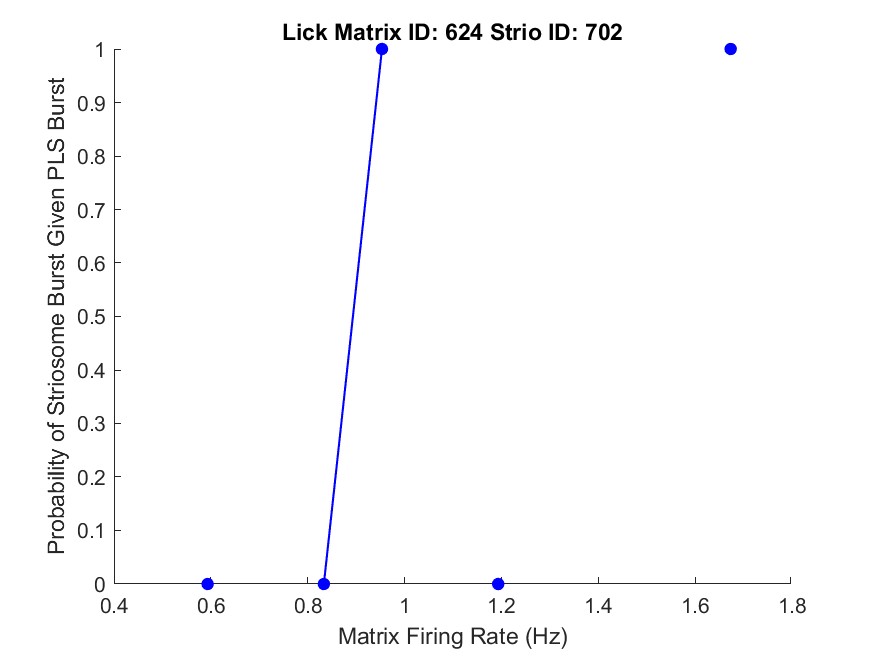 Lick Matrix ID: 624 Strio ID: 702
Probability of Striosome Burst Given PLS Burst
1
0.9
0.8
0.7
0.6
0.5
0.4
0.3
0.2
0.1
0
0.4 0.6 0.8 1 1.2 1.4 1.6 1.8
Matrix Firing Rate (Hz)